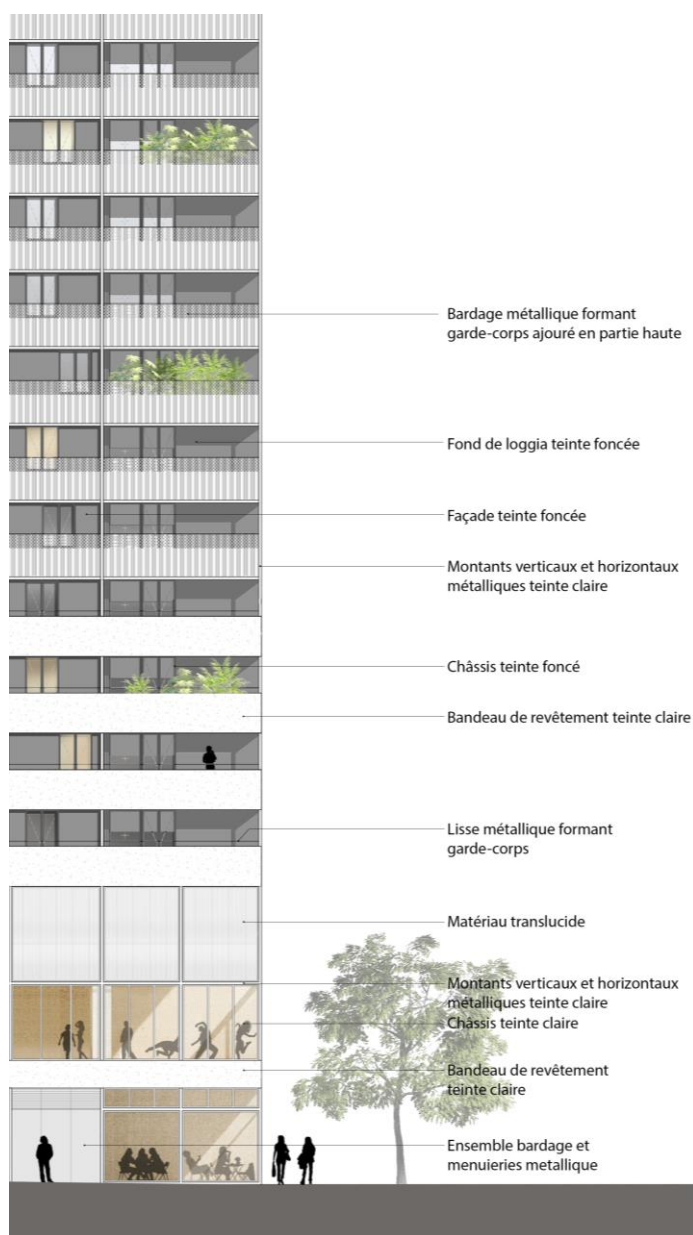 Bardage métallique formant
garde-corps ajouré en partie haute
Fond de loggia teinte foncée
Façade teinte foncée
Montants verticaux et horizontaux
métalliques teinte claire
Châssis teinte foncé
Bandeau de revêtement teinte claire
Lisse métallique formant
garde-corps
Matériau translucide
Montants verticaux et horizontaux
métalliques teinte claire
Châssis teinte claire
Bandeau de revêtement
teinte claire
Ensemble bardage et
menuieries metallique